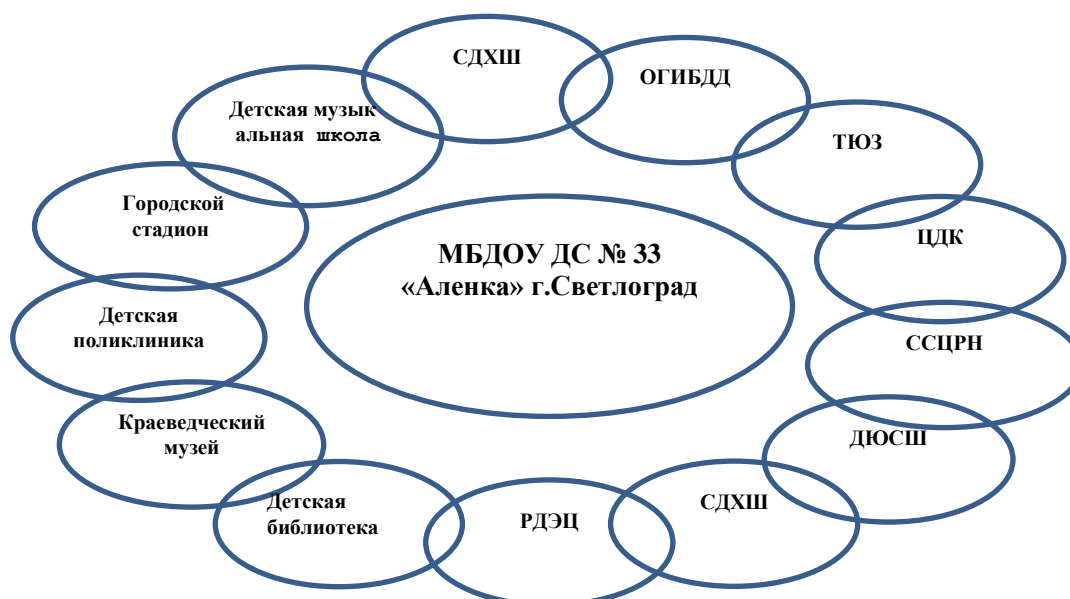 СДХШ
ОГИБДД
ТЮЗ
ЦДК
ССЦРН
ДЮСШ
СДХШ
РДЭЦ
Детская
библиотека
Краеведческий
музей
Детская
поликлиника
Городской
стадион
Детская музык
альная школа
МБДОУ ДС № 33
«Аленка» г.Светлоград